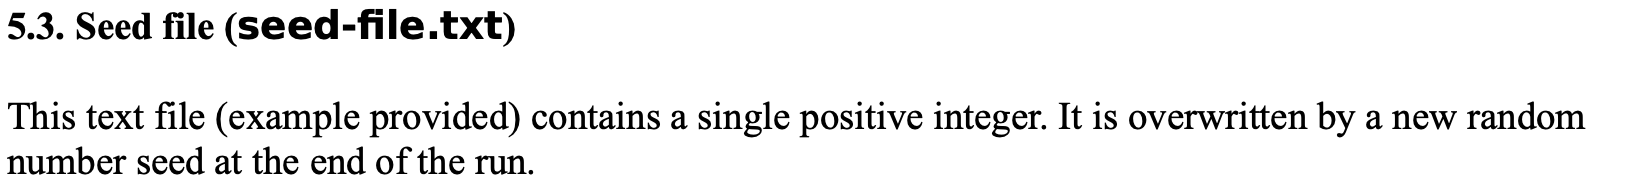 5.3. Seed file (seed-file.txt)
This text file (example provided) contains a single positive integer. It is overwritten by a new random
number seed at the end of the run.